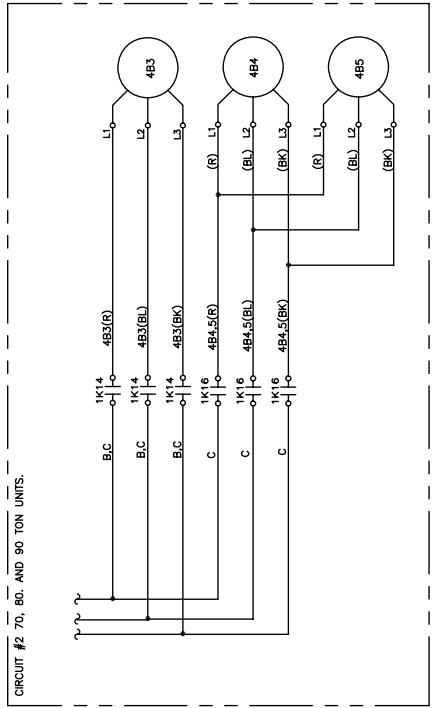 CIRCUIT #2 70, 80. AND 90 TON UNITS.
4B3
4B4
4B5
L1
L2
L3
L1
L2
L3
L1
L2
L3
(R)
(BL)
(BK)
(R)
(BL)
(BK)
4B3(R)
4B3(BL)
4B3(BK)
4B4,5(R)
4B4,5(BL)
4B4,5(BK)
1K14
1K14
1K14
1K16
1K16
1K16
B,C
B,C
B,C
C
C
C